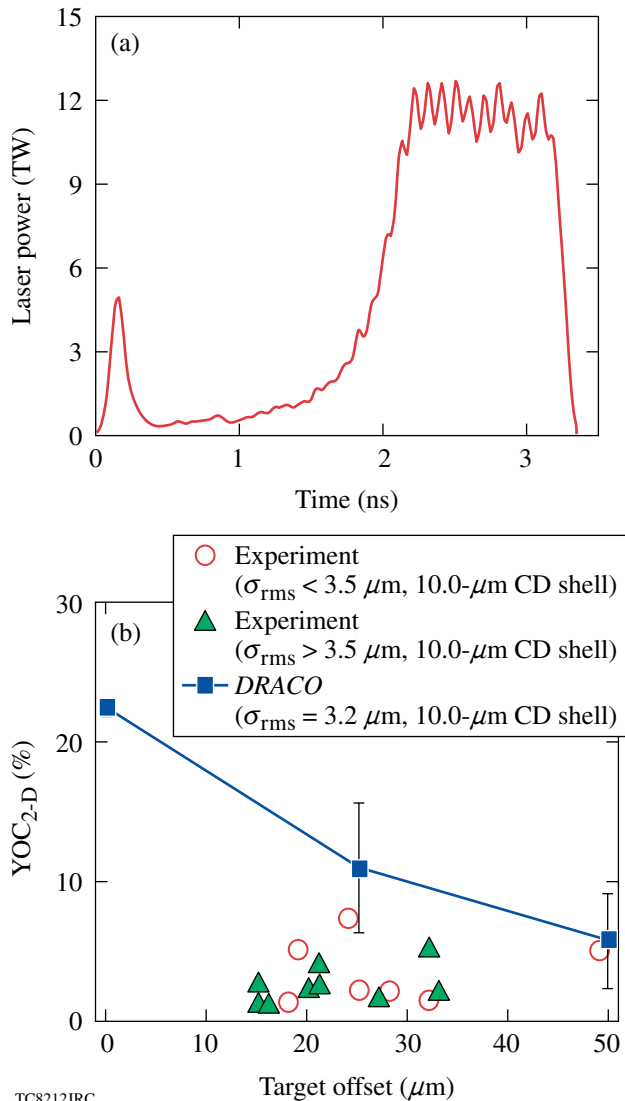 (a)
15
12
9
6
3
0
Laser power (TW)
0 1 2 3
Time (ns)
Experiment
(σrms < 3.5 μm, 10.0-μm CD shell)
Experiment
(σrms > 3.5 μm, 10.0-μm CD shell)
DRACO
(σrms = 3.2 μm, 10.0-μm CD shell)
(b)
30
20
10
0
YOC2-D (%)
0 10 20 30 40 50
Target offset (μm)
TC8212JRC